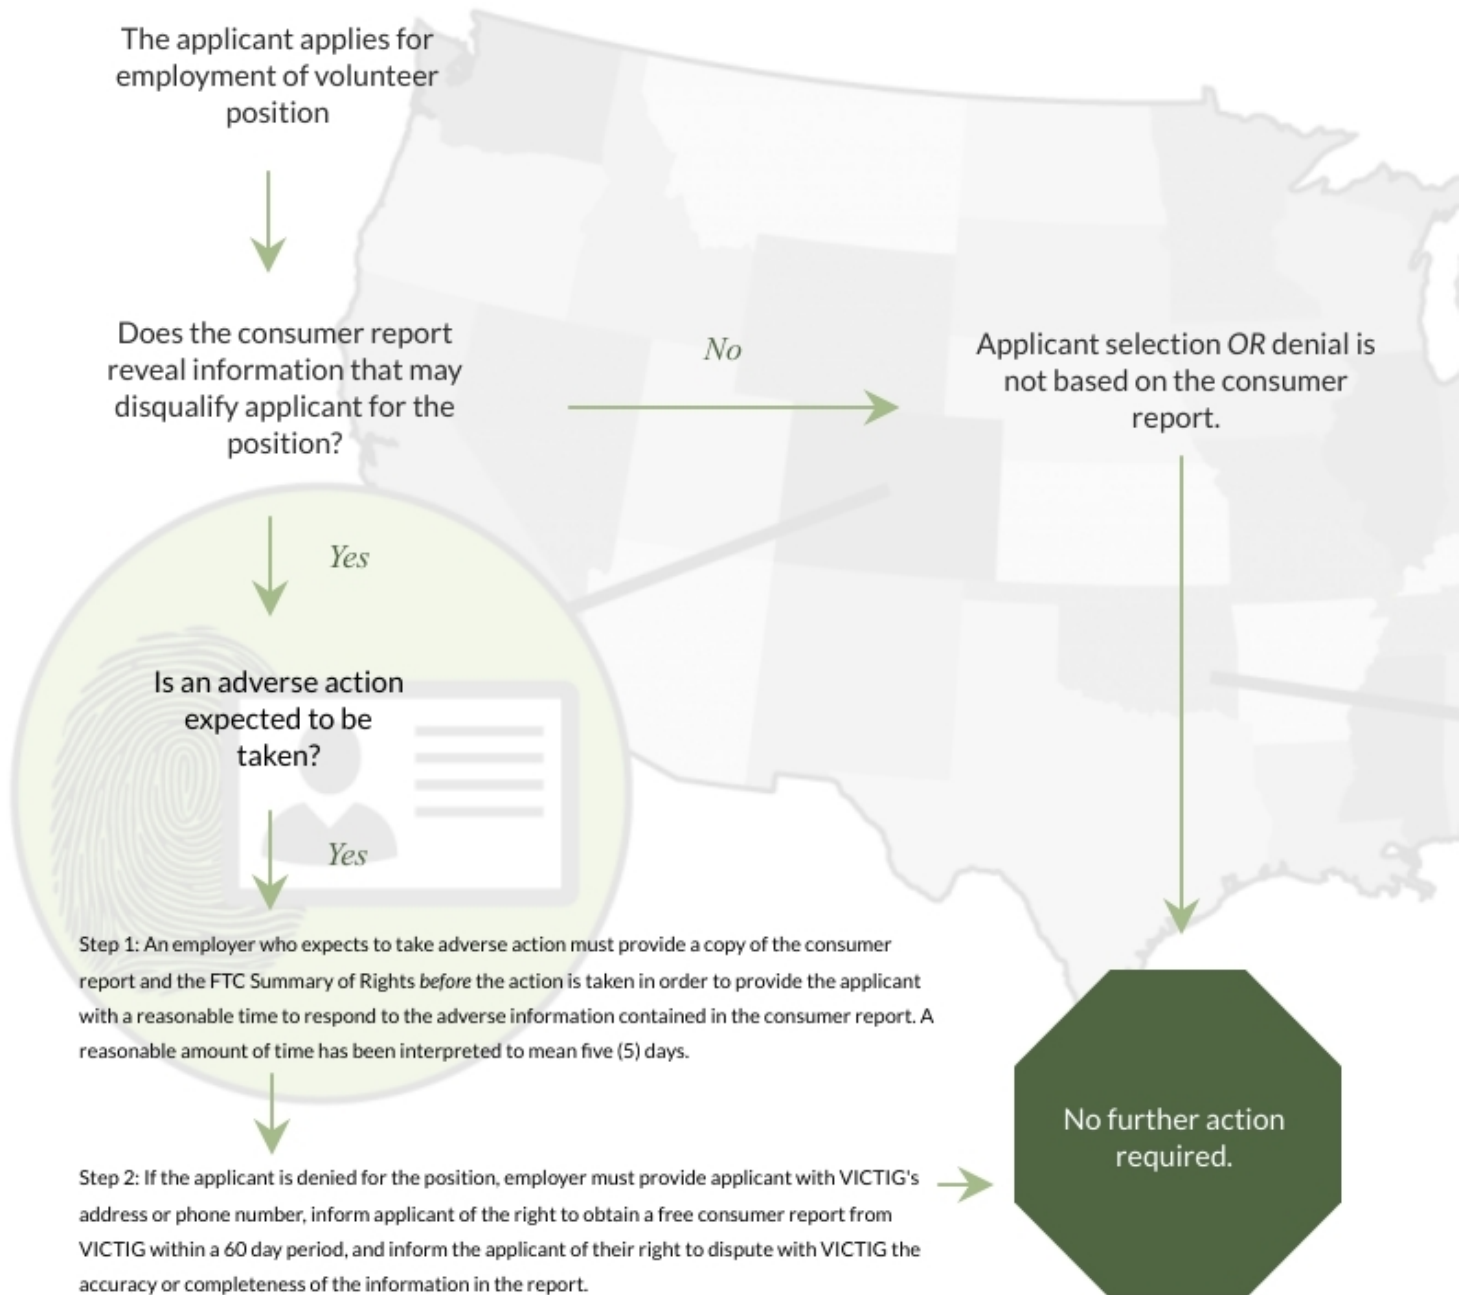 The applicant applies for
employment of volunteer
position
Does the consumer report
reveal information that may
disqualify applicant for the
position?
No
Applicant selection OR denial is
not based on the consumer
report.
Yes
Is an adverse action
expected to be
taken?
Yes
Step 1: An employer who expects to take adverse action must provide a copy of the consumer
report and the FTC Summary of Rights before the action is taken in order to provide the applicant
with a reasonable time to respond to the adverse information contained in the consumer report. A
reasonable amount of time has been interpreted to mean five (5) days.
Step 2: If the applicant is denied for the position, employer must provide applicant with VICTIG's
address or phone number, inform applicant of the right to obtain a free consumer report from
VICTIG within a 60 day period, and inform the applicant of their right to dispute with VICTIG the
accuracy or completeness of the information in the report.
No further action
required.